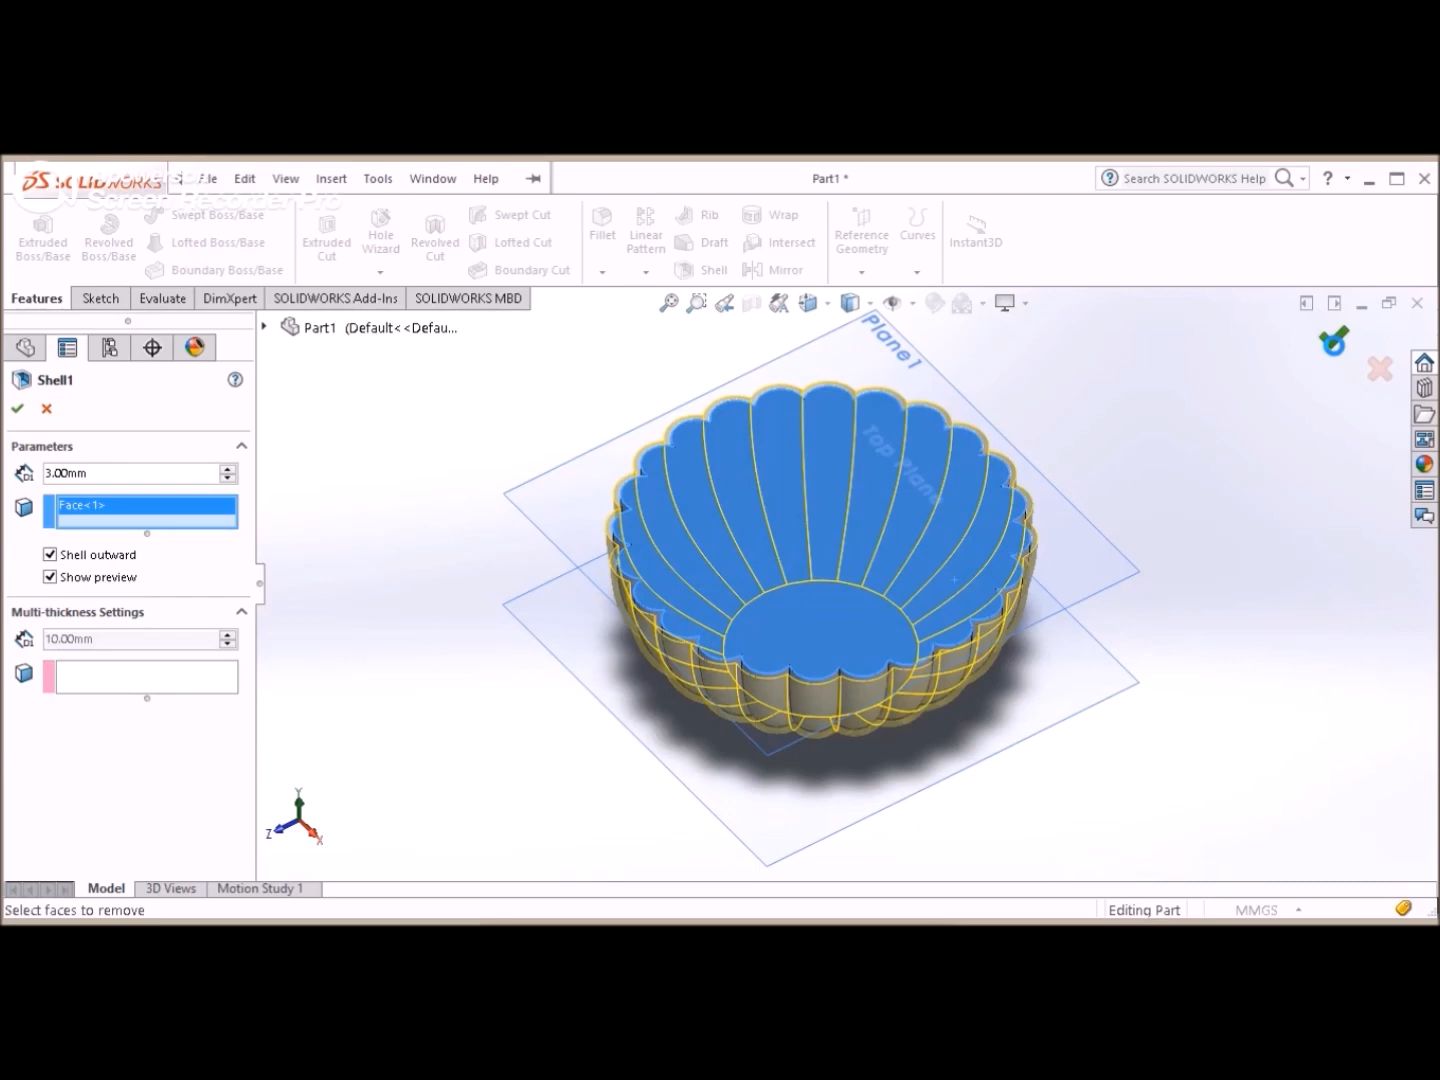 SOLIDWORKS File Edit View Insert Tools Window Help Part1 * Search SOLIDWORKS Help ?
Screen Recorder Pro
Extruded Boss/Base
Revolved Boss/Base
Swept Boss/Base
Lofted Boss/Base
Boundary Boss/Base
Extruded Cut
Hole Wizard
Revolved Cut
Swept Cut
Lofted Cut
Boundary Cut
Fillet
Linear Pattern
Rib
Draft
Shell
Wrap
Intersect
Mirror
Reference Geometry
Curves
Instant3D
Features Sketch Evaluate DimXpert SOLIDWORKS Add-Ins SOLIDWORKS MBD
Part1 (Default<<Defau...
Plane1
Top Plane
Shell1
Parameters
3.00mm
Face<1>
Shell outward
Show preview
Multi-thickness Settings
10.00mm
Y
Z
X
Model 3D Views Motion Study 1
Select faces to remove Editing Part MMGS